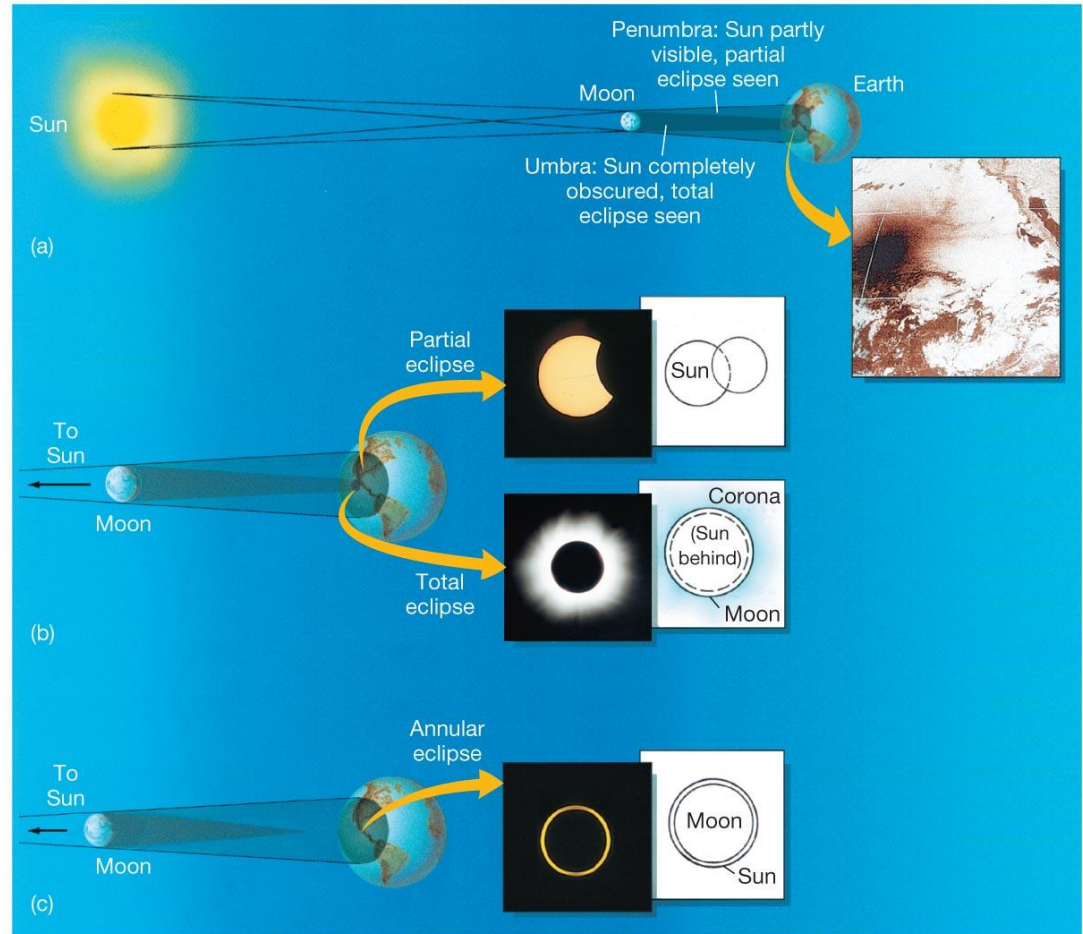 Penumbra: Sun partly
visible, partial
eclipse seen
Moon
Earth
Sun
Umbra: Sun completely
obscured, total
eclipse seen
(a)
Partial
eclipse
Sun
To
Sun
Moon
Corona
(Sun
behind)
Moon
Total
eclipse
(b)
Annular
eclipse
To
Sun
Moon
Moon
Sun
(c)